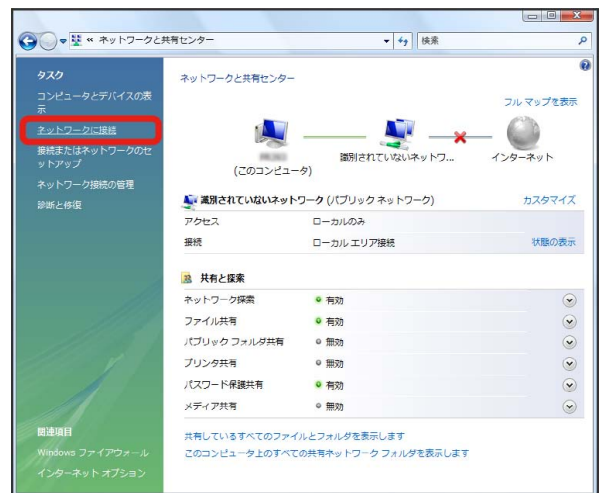 « ネットワークと共有センター
検索
タスク
コンピュータとデバイスの表
示
ネットワークに接続
接続またはネットワークのセ
ットアップ
ネットワーク接続の管理
診断と修復
関連項目
Windows ファイアウォール
インターネット オプション
ネットワークと共有センター
フル マップを表示
(このコンピュータ)
識別されていないネットワ...
インターネット
識別されていないネットワーク (パブリック ネットワーク)
カスタマイズ
アクセス ローカルのみ
接続 ローカル エリア接続 状態の表示
共有と探索
ネットワーク探索 有効
ファイル共有 有効
パブリック フォルダ共有 無効
プリンタ共有 無効
パスワード保護共有 有効
メディア共有 無効
共有しているすべてのファイルとフォルダを表示します
このコンピュータ上のすべての共有ネットワーク フォルダを表示します